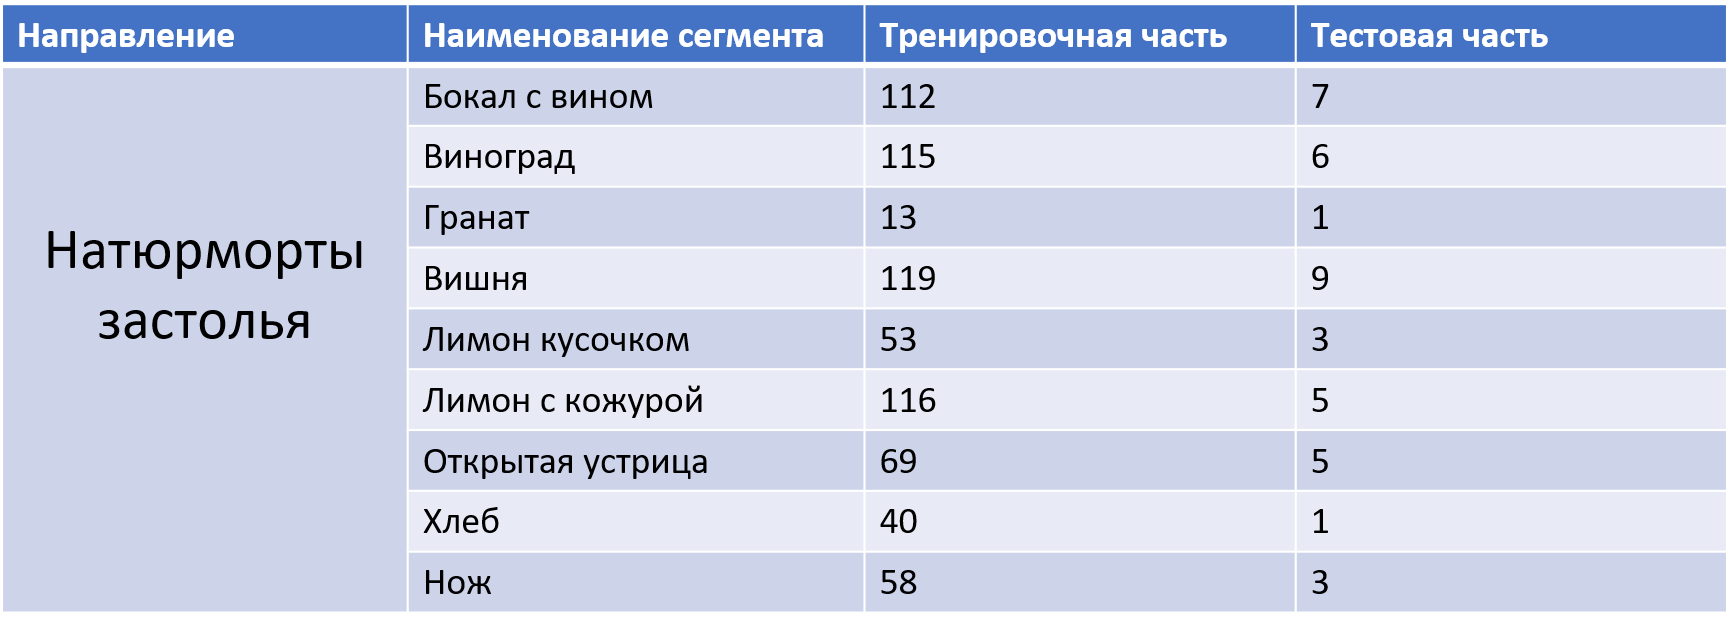 Направление Наименование сегмента Тренировочная часть Тестовая часть
Натюрморты
застолья
Бокал с вином 112 7
Виноград 115 6
Гранат 13 1
Вишня 119 9
Лимон кусочком 53 3
Лимон с кожурой 116 5
Открытая устрица 69 5
Хлеб 40 1
Нож 58 3